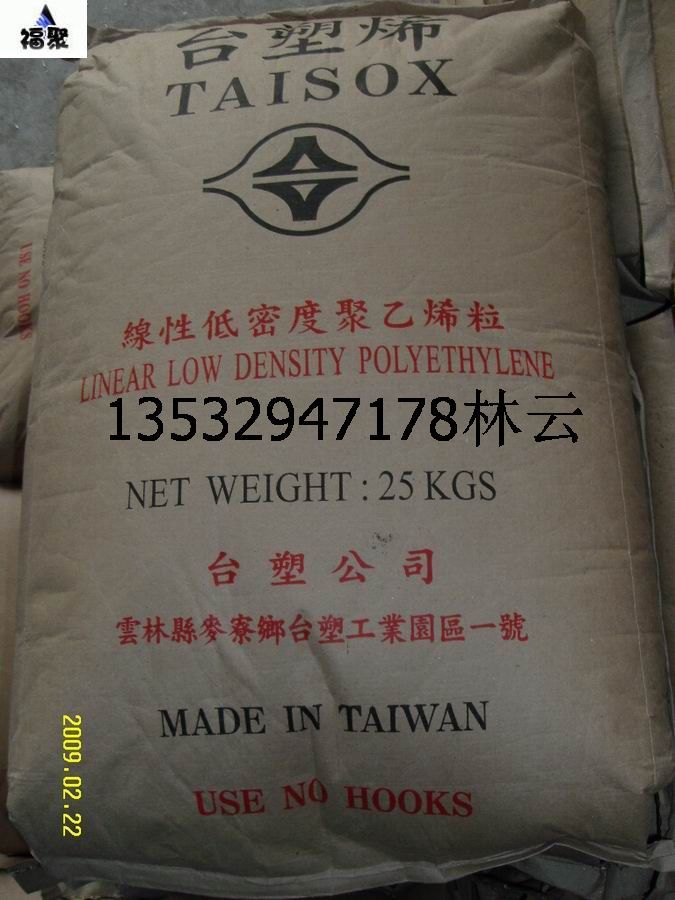 福聚
台塑烯
TAISOX
線性低密度聚乙烯粒
LINEAR LOW DENSITY POLYETHYLENE
13532947178林云
NET WEIGHT : 25 KGS
台塑公司
雲林縣麥寮鄉台塑工業園區一號
MADE IN TAIWAN
USE NO HOOKS
USE NO HOOKS
2009.02.22